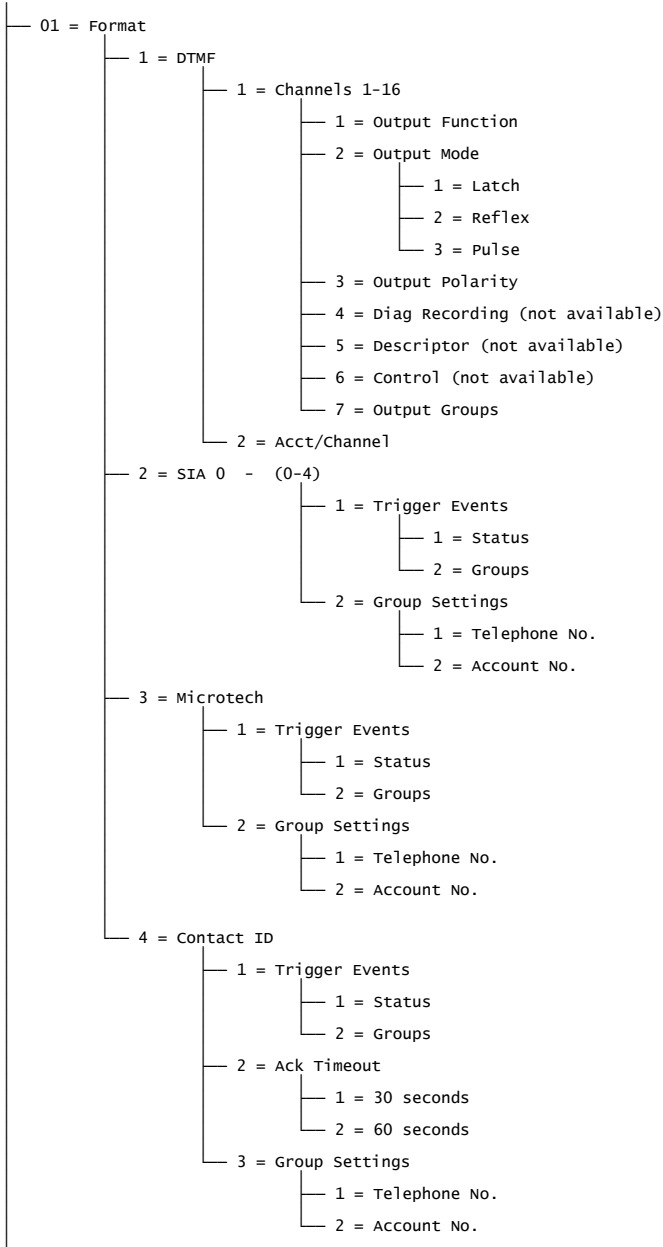 01 = Format
1 = DTMF
1 = Channels 1-16
1 = Output Function
2 = Output Mode
1 = Latch
2 = Reflex
3 = Pulse
3 = Output Polarity
4 = Diag Recording (not available)
5 = Descriptor (not available)
6 = Control (not available)
7 = Output Groups
2 = Acct/Channel
2 = SIA 0 - (0-4)
1 = Trigger Events
1 = Status
2 = Groups
2 = Group Settings
1 = Telephone No.
2 = Account No.
3 = Microtech
1 = Trigger Events
1 = Status
2 = Groups
2 = Group Settings
1 = Telephone No.
2 = Account No.
4 = Contact ID
1 = Trigger Events
1 = Status
2 = Groups
2 = Ack Timeout
1 = 30 seconds
2 = 60 seconds
3 = Group Settings
1 = Telephone No.
2 = Account No.